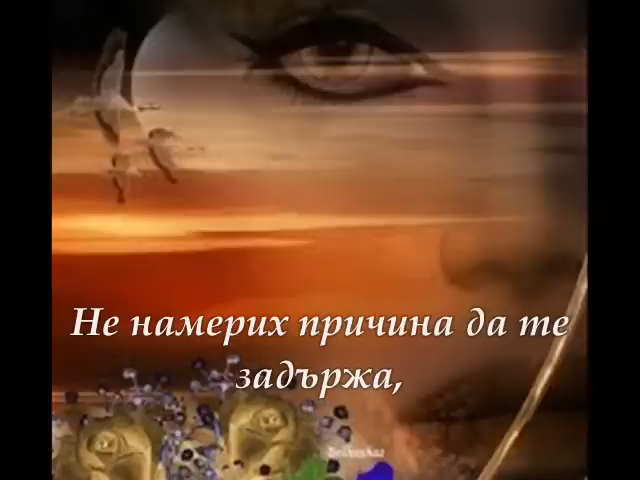 Не намерих причина да те
задържа,